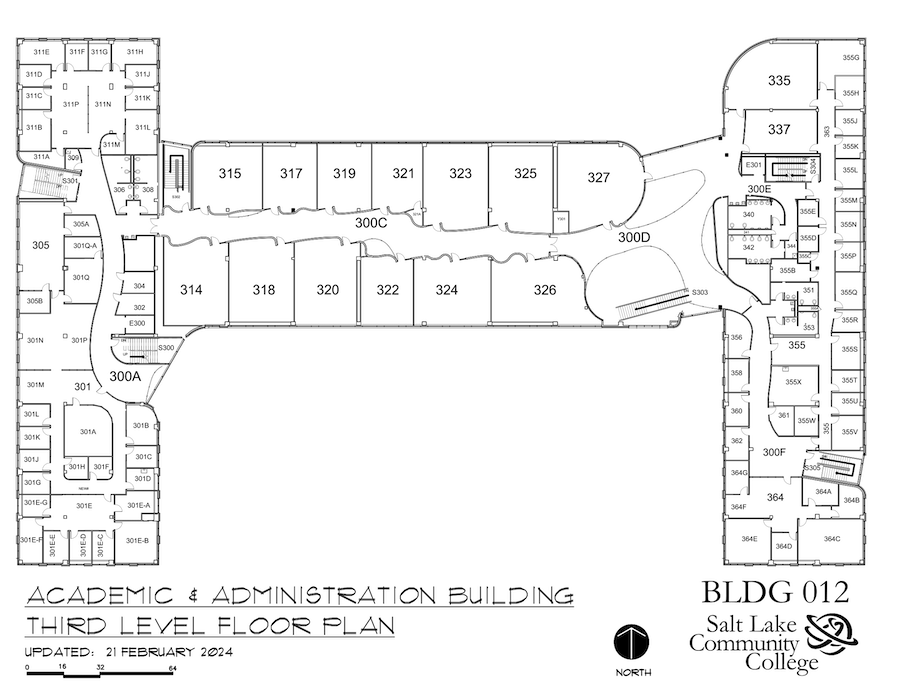 311E 311F 311G 311H
335
355G
311D 311J
355H
311C 311P 311N 311K
363
337
355J
311B 311L
355K
311M
311A 309
E301 S304 355L
315 317 319 321 323 325 327
UP
S301
306 308
E302
300E
355M
340 355E
305A
321A
V301
355N
305 300C
300D
342 344 355D
301Q-A
355C 355P
355B
301Q 304
351 355Q
314 318 320 322 324 326
S303
305B 302
353 355R
E300
301N 301P
356 355 355S
UP
S300
358 355X 355T
301M 301 300A
355U
360 361 355W
301L 301A 301B
355 355V
301K
362
301J 301H 301F 301C
300F
S305
301G 301D
364G
364 364A 364B
301E-G 301E 301E-A
364F
301E-F 301E-E 301E-D 301E-C 301E-B
364E 364D 364C
ACADEMIC & ADMINISTRATION BUILDING
THIRD LEVEL FLOOR PLAN
UPDATED: 21 FEBRUARY 2024
0 16 32 64
NORTH
BLDG 012
Salt Lake
Community
College